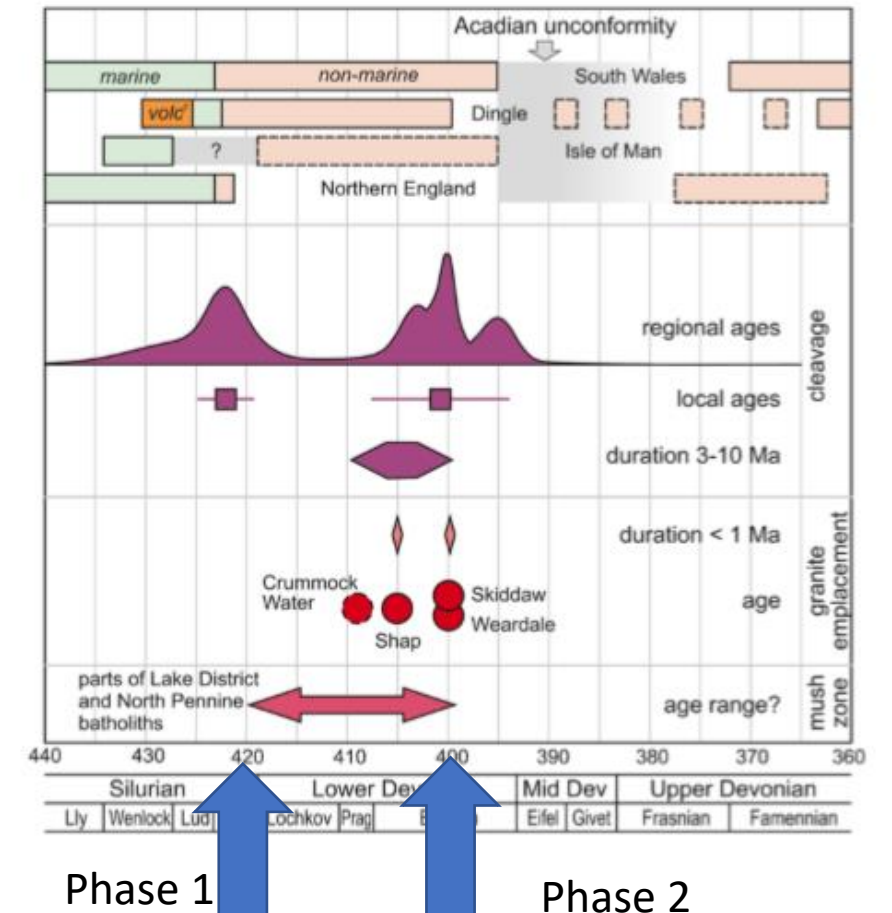 Acadian unconformity
marine non-marine South Wales
volc' Dingle
? Isle of Man
Northern England
regional ages
local ages
duration 3-10 Ma
cleavage
duration < 1 Ma
Crummock
Water
Skiddaw
Weardale
Shap
age
granite
emplacement
parts of Lake District
and North Pennine
batholiths
age range?
mush
zone
440 430 420 410 400 390 380 370 360
Silurian Lower Dev Mid Dev Upper Devonian
Lly Wenlock Lud ochkov Prag E Eifel Givet Frasnian Famennian
Phase 1 Phase 2